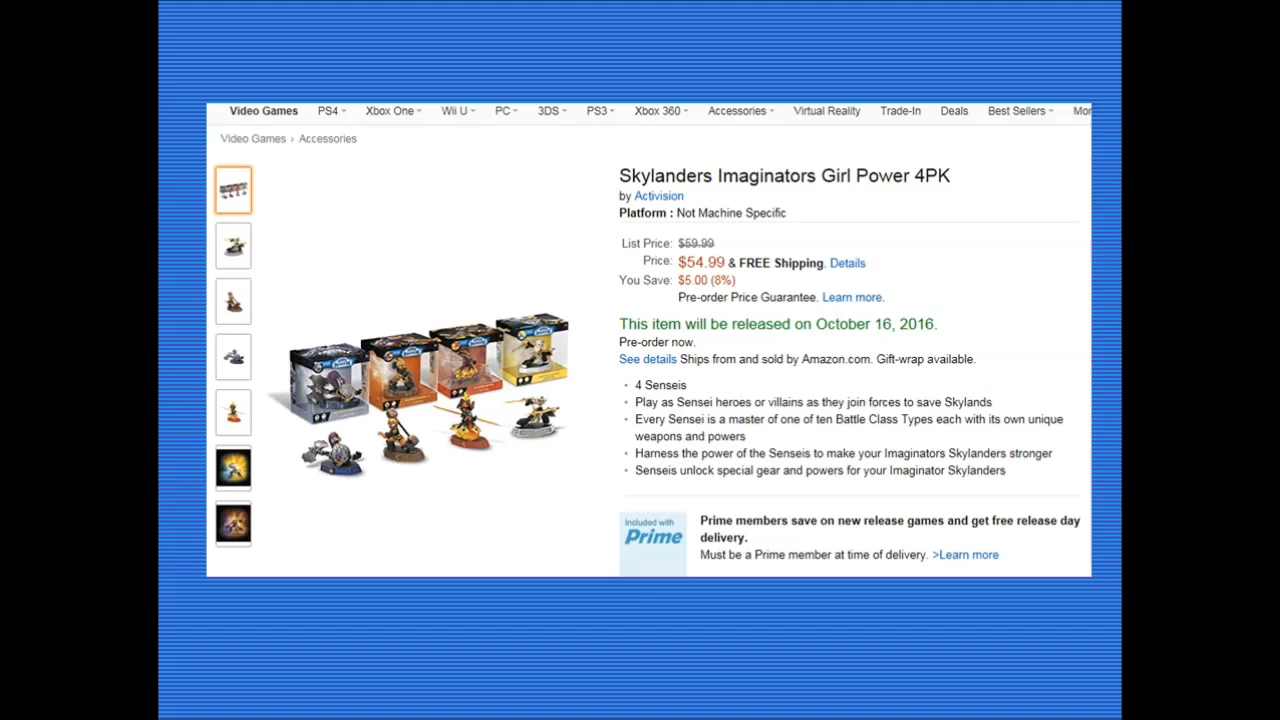 Video Games PS4 Xbox One Wii U PC 3DS PS3 Xbox 360 Accessories Virtual Reality Trade-In Deals Best Sellers Mor
Video Games › Accessories
Skylanders Imaginators Girl Power 4PK
by Activision
Platform : Not Machine Specific
List Price: $59.99
Price: $54.99 & FREE Shipping. Details
You Save: $5.00 (8%)
Pre-order Price Guarantee. Learn more.
This item will be released on October 16, 2016.
Pre-order now.
See details Ships from and sold by Amazon.com. Gift-wrap available.
• 4 Senseis
• Play as Sensei heroes or villains as they join forces to save Skylands
• Every Sensei is a master of one of ten Battle Class Types each with its own unique
weapons and powers
• Harness the power of the Senseis to make your Imaginators Skylanders stronger
• Senseis unlock special gear and powers for your Imaginator Skylanders
Included with
Prime
Prime members save on new release games and get free release day
delivery.
Must be a Prime member at time of delivery. >Learn more